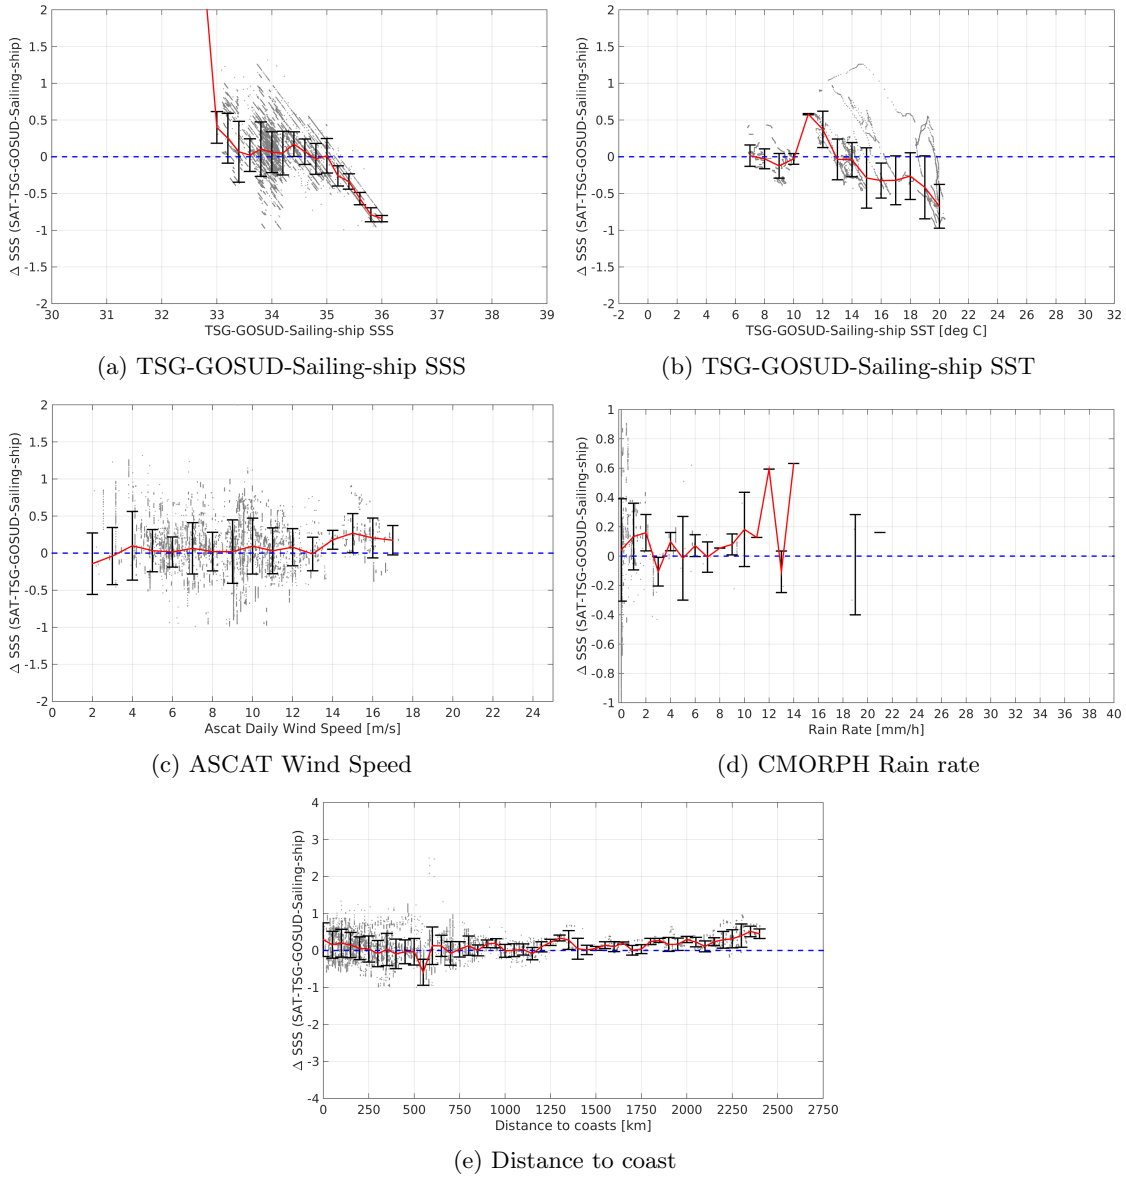 2
1.5
1
0.5
0
-0.5
-1
-1.5
-2
Δ SSS (SAT-TSG-GOSUD-Sailing-ship)
30 31 32 33 34 35 36 37 38 39
TSG-GOSUD-Sailing-ship SSS
(a) TSG-GOSUD-Sailing-ship SSS
2
1.5
1
0.5
0
-0.5
-1
-1.5
-2
Δ SSS (SAT-TSG-GOSUD-Sailing-ship)
-2 0 2 4 6 8 10 12 14 16 18 20 22 24 26 28 30 32
TSG-GOSUD-Sailing-ship SST [deg C]
(b) TSG-GOSUD-Sailing-ship SST
2
1.5
1
0.5
0
-0.5
-1
-1.5
-2
Δ SSS (SAT-TSG-GOSUD-Sailing-ship)
0 2 4 6 8 10 12 14 16 18 20 22 24
Ascat Daily Wind Speed [m/s]
(c) ASCAT Wind Speed
1
0.8
0.6
0.4
0.2
0
-0.2
-0.4
-0.6
-0.8
-1
Δ SSS (SAT-TSG-GOSUD-Sailing-ship)
0 2 4 6 8 10 12 14 16 18 20 22 24 26 28 30 32 34 36 38 40
Rain Rate [mm/h]
(d) CMORPH Rain rate
4
3
2
1
0
-1
-2
-3
-4
Δ SSS (SAT-TSG-GOSUD-Sailing-ship)
0 250 500 750 1000 1250 1500 1750 2000 2250 2500 2750
Distance to coasts [km]
(e) Distance to coast